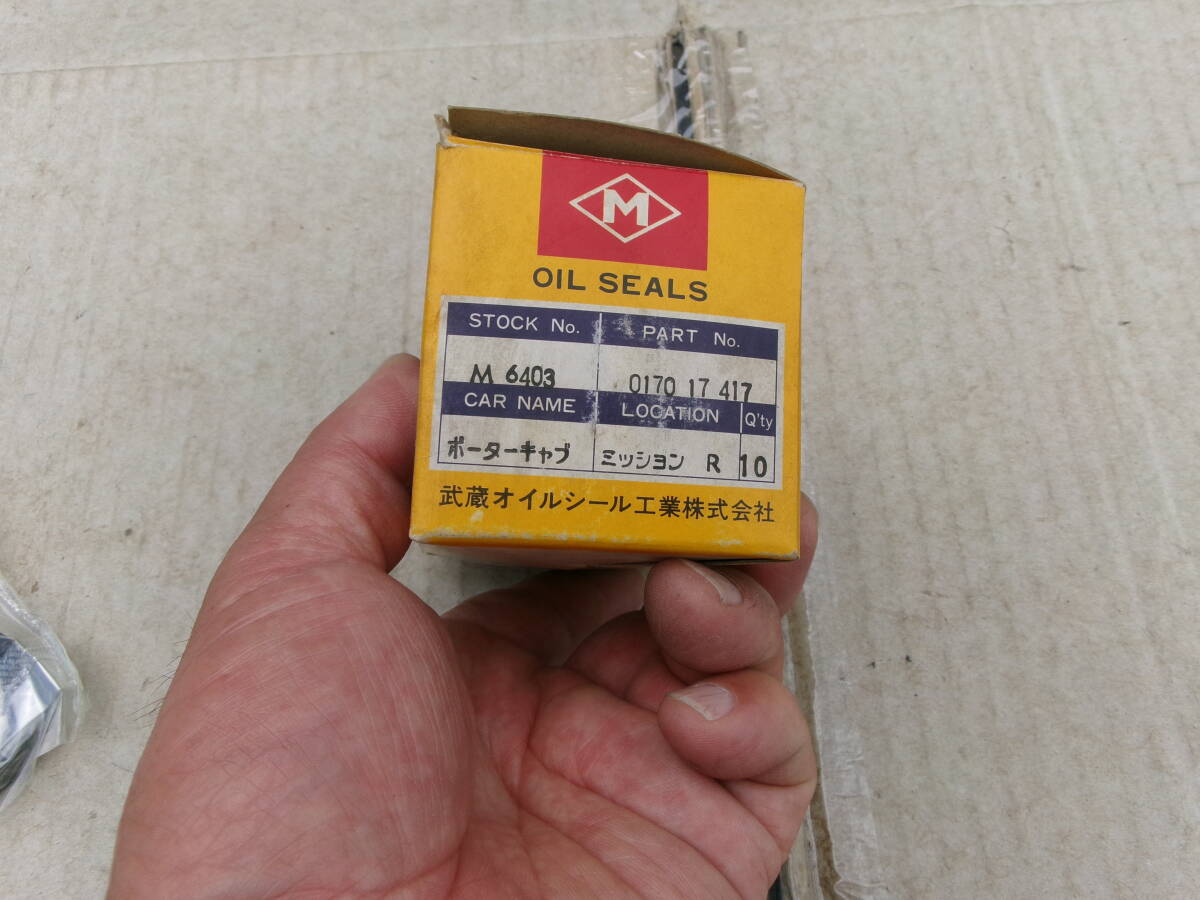 M
OIL SEALS
STOCK No. PART No.
M 6403 0170 17 417
CAR NAME LOCATION Q'ty
ポーターキャブ ミッション R 10
武蔵オイルシール工業株式会社